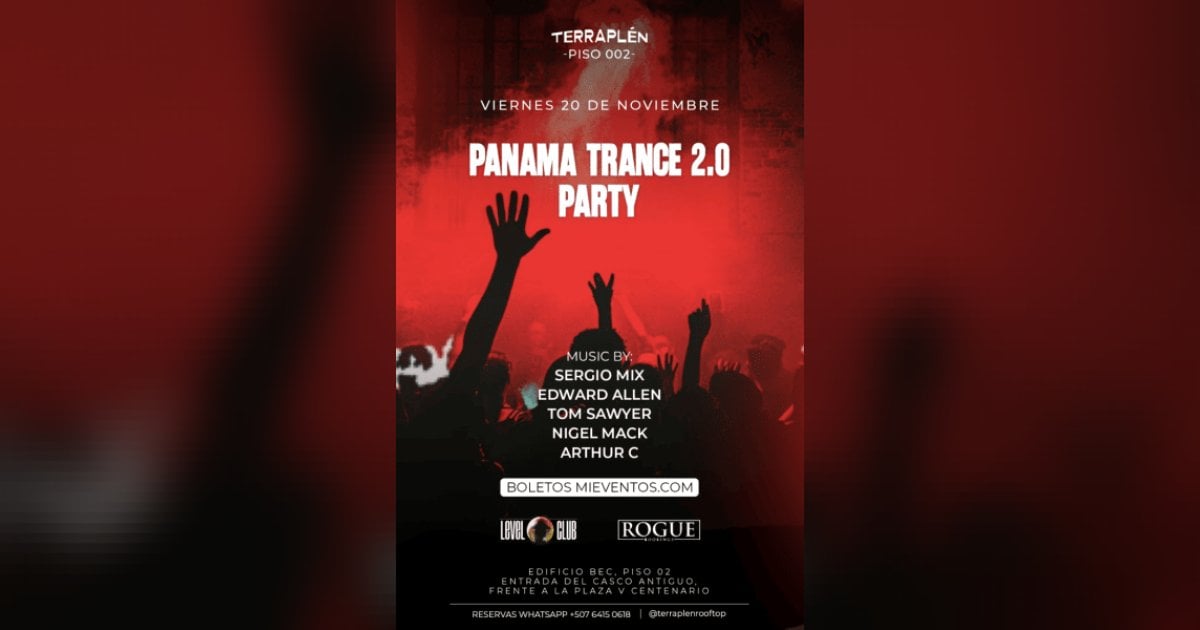 TERRAPLÉN
-PISO 002-
VIERNES 20 DE NOVIEMBRE
PANAMA TRANCE 2.0
PARTY
MUSIC BY:
SERGIO MIX
EDWARD ALLEN
TOM SAWYER
NIGEL MACK
ARTHUR C
BOLETOS MIEVENTOS.COM
LEVEL CLUB
ROGUE
BOOKINGS
EDIFICIO BEC, PISO 02
ENTRADA DEL CASCO ANTIGUO,
FRENTE A LA PLAZA V CENTENARIO
RESERVAS WHATSAPP +507 6415 0618 | @terraplenrooftop